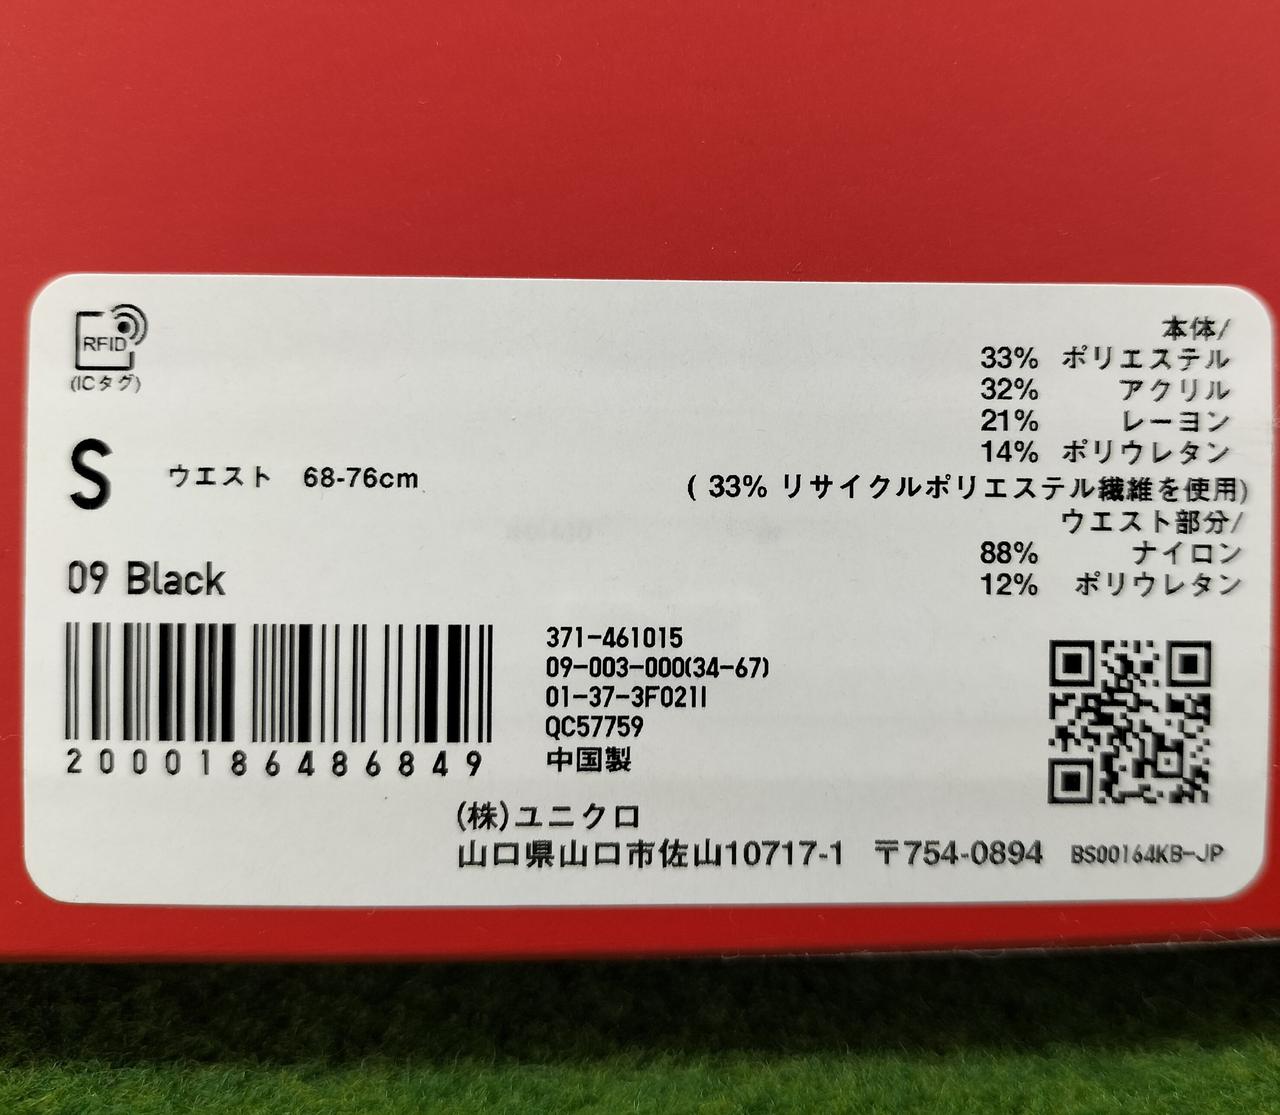 RFID
(ICタグ)
S ウエスト 68-76cm
09 Black
2000186486849
本体/
33% ポリエステル
32% アクリル
21% レーヨン
14% ポリウレタン
( 33% リサイクルポリエステル繊維を使用)
ウエスト部分/
88% ナイロン
12% ポリウレタン
371-461015
09-003-000(34-67)
01-37-3F021I
QC57759
中国製
(株)ユニクロ
山口県山口市佐山10717-1 〒754-0894 BS00164KB-JP